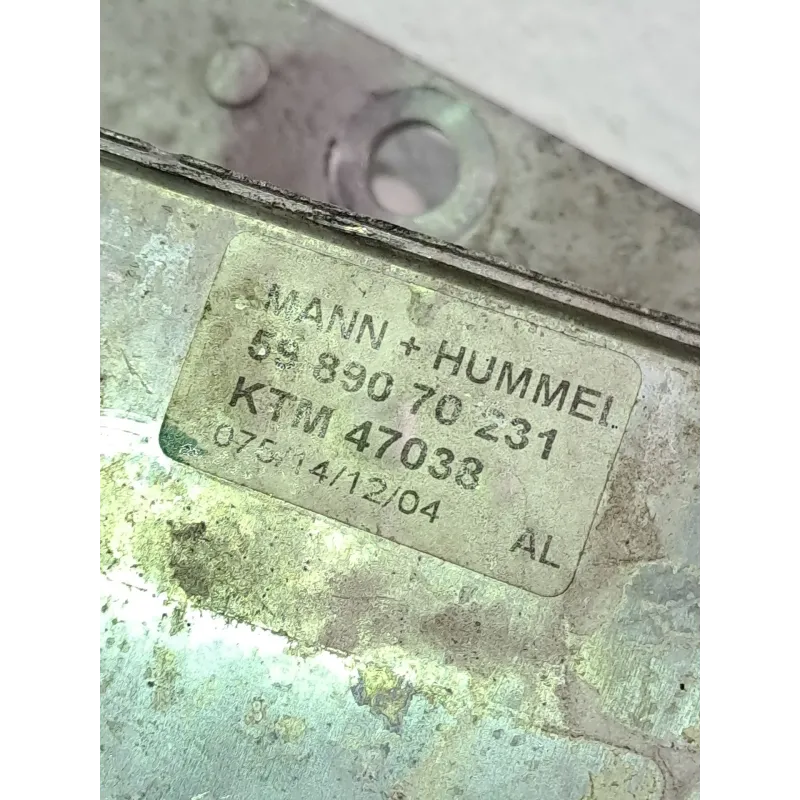 MANN + HUMMEL
59 890 70 231
KTM 47038
075/14/12/04
AL